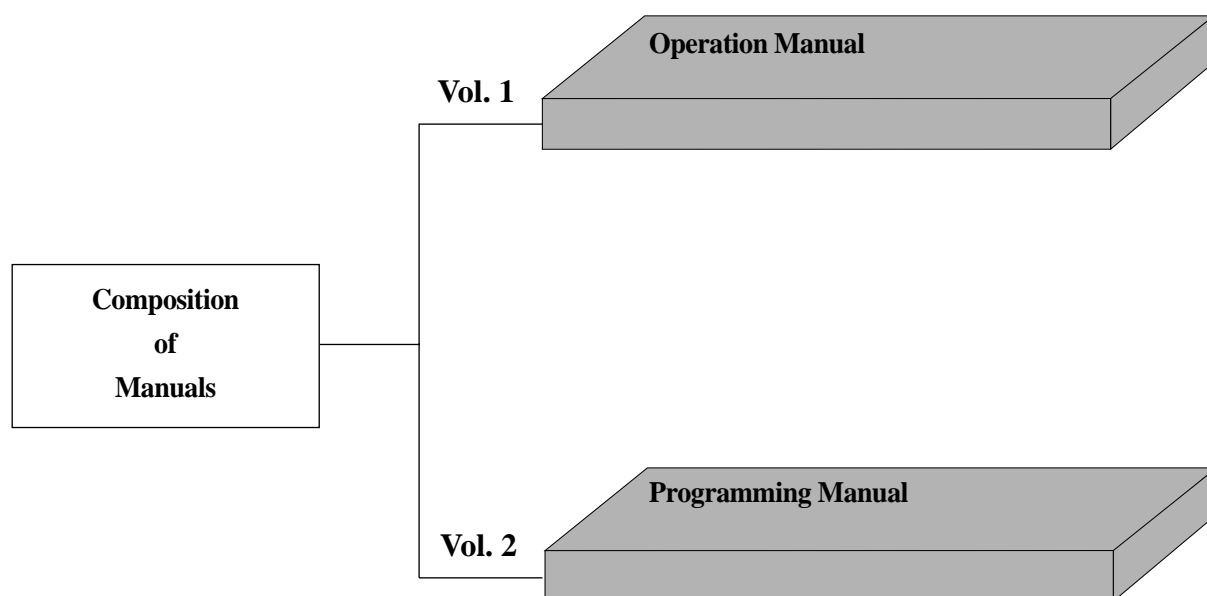 Operation Manual
Vol. 1
Composition
of
Manuals
Programming Manual
Vol. 2